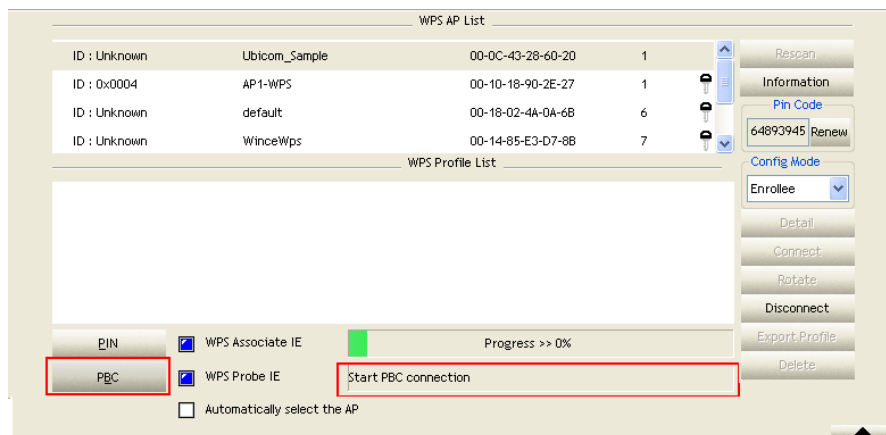 WPS AP List
ID : Unknown Ubicom_Sample 00-0C-43-28-60-20 1
ID : 0x0004 AP1-WPS 00-10-18-90-2E-27 1
ID : Unknown default 00-18-02-4A-0A-6B 6
ID : Unknown WinceWps 00-14-85-E3-D7-8B 7
Rescan
Information
Pin Code
64893945 Renew
WPS Profile List
Config Mode
Enrollee
Detail
Connect
Rotate
Disconnect
Export Profile
Delete
PIN WPS Associate IE Progress >> 0%
PBC WPS Probe IE Start PBC connection
Automatically select the AP